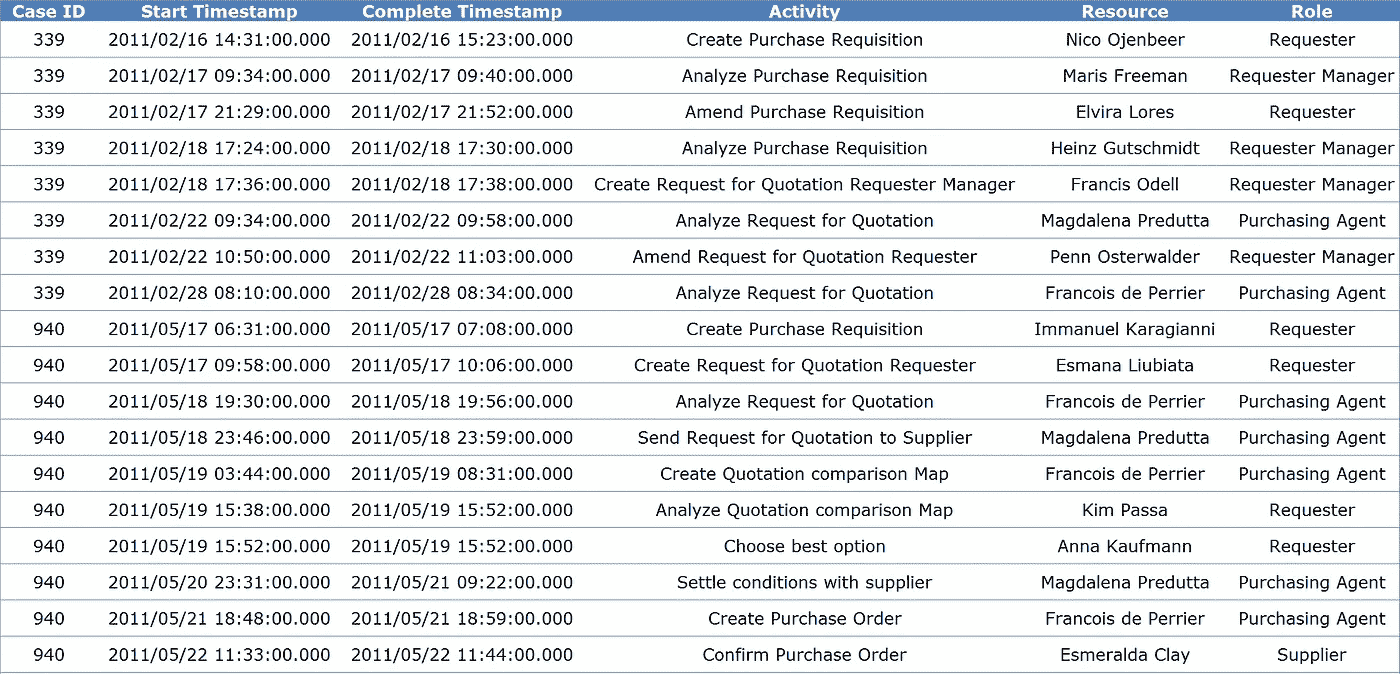 Case ID Start Timestamp Complete Timestamp Activity Resource Role
339 2011/02/16 14:31:00.000 2011/02/16 15:23:00.000 Create Purchase Requisition Nico Ojenbeer Requester
339 2011/02/17 09:34:00.000 2011/02/17 09:40:00.000 Analyze Purchase Requisition Maris Freeman Requester Manager
339 2011/02/17 21:29:00.000 2011/02/17 21:52:00.000 Amend Purchase Requisition Elvira Lores Requester
339 2011/02/18 17:24:00.000 2011/02/18 17:30:00.000 Analyze Purchase Requisition Heinz Gutschmidt Requester Manager
339 2011/02/18 17:36:00.000 2011/02/18 17:38:00.000 Create Request for Quotation Requester Manager Francis Odell Requester Manager
339 2011/02/22 09:34:00.000 2011/02/22 09:58:00.000 Analyze Request for Quotation Magdalena Predutta Purchasing Agent
339 2011/02/22 10:50:00.000 2011/02/22 11:03:00.000 Amend Request for Quotation Requester Penn Osterwalder Requester Manager
339 2011/02/28 08:10:00.000 2011/02/28 08:34:00.000 Analyze Request for Quotation Francois de Perrier Purchasing Agent
940 2011/05/17 06:31:00.000 2011/05/17 07:08:00.000 Create Purchase Requisition Immanuel Karagianni Requester
940 2011/05/17 09:58:00.000 2011/05/17 10:06:00.000 Create Request for Quotation Requester Esmana Liubiata Requester
940 2011/05/18 19:30:00.000 2011/05/18 19:56:00.000 Analyze Request for Quotation Francois de Perrier Purchasing Agent
940 2011/05/18 23:46:00.000 2011/05/18 23:59:00.000 Send Request for Quotation to Supplier Magdalena Predutta Purchasing Agent
940 2011/05/19 03:44:00.000 2011/05/19 08:31:00.000 Create Quotation comparison Map Francois de Perrier Purchasing Agent
940 2011/05/19 15:38:00.000 2011/05/19 15:52:00.000 Analyze Quotation comparison Map Kim Passa Requester
940 2011/05/19 15:52:00.000 2011/05/19 15:52:00.000 Choose best option Anna Kaufmann Requester
940 2011/05/20 23:31:00.000 2011/05/21 09:22:00.000 Settle conditions with supplier Magdalena Predutta Purchasing Agent
940 2011/05/21 18:48:00.000 2011/05/21 18:59:00.000 Create Purchase Order Francois de Perrier Purchasing Agent
940 2011/05/22 11:33:00.000 2011/05/22 11:44:00.000 Confirm Purchase Order Esmeralda Clay Supplier